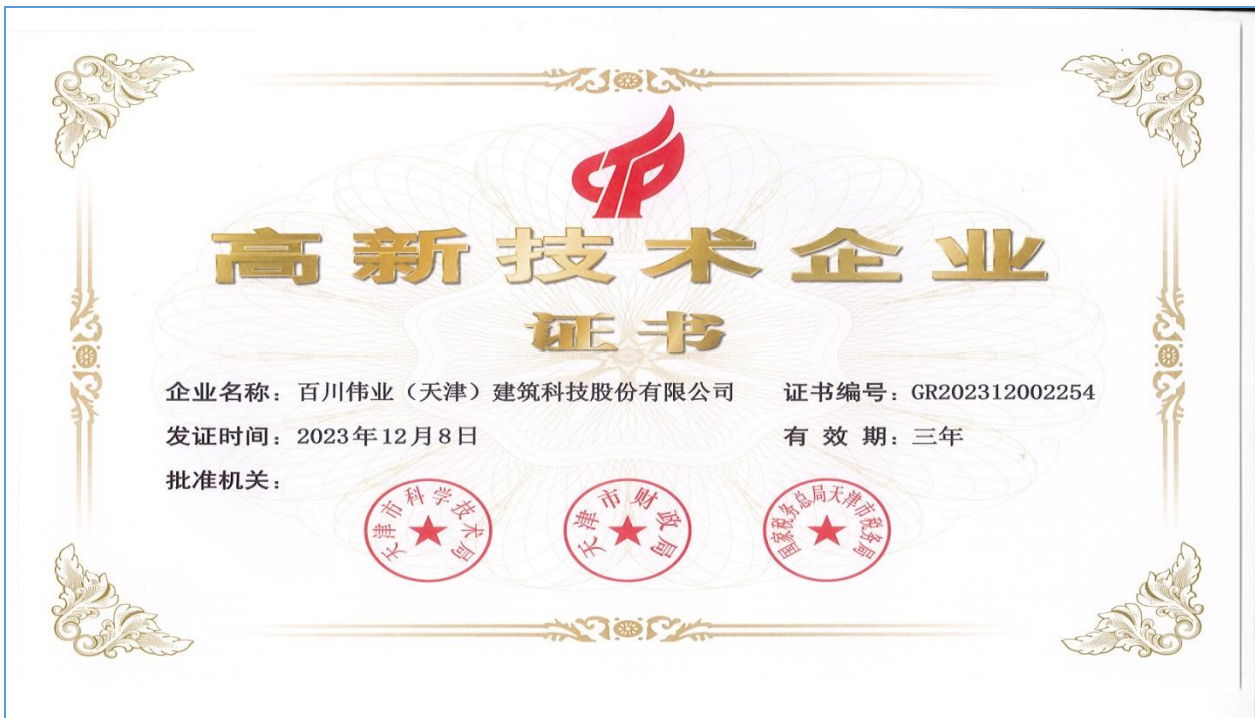 高新技术企业
证书
企业名称：百川伟业（天津）建筑科技股份有限公司 证书编号：GR202312002254
发证时间：2023年12月8日 有效期：三年
批准机关：
天津市科学技术局
天津市财政局
国家税务总局天津市税务局